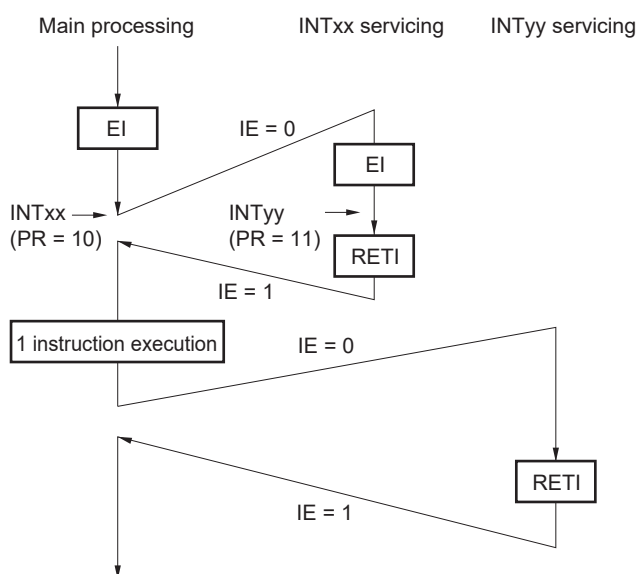 Main processing
INTxx servicing
INTyy servicing
EI
IE = 0
EI
INTxx
(PR = 10)
INTyy
(PR = 11)
RETI
IE = 1
1 instruction execution
IE = 0
RETI
IE = 1